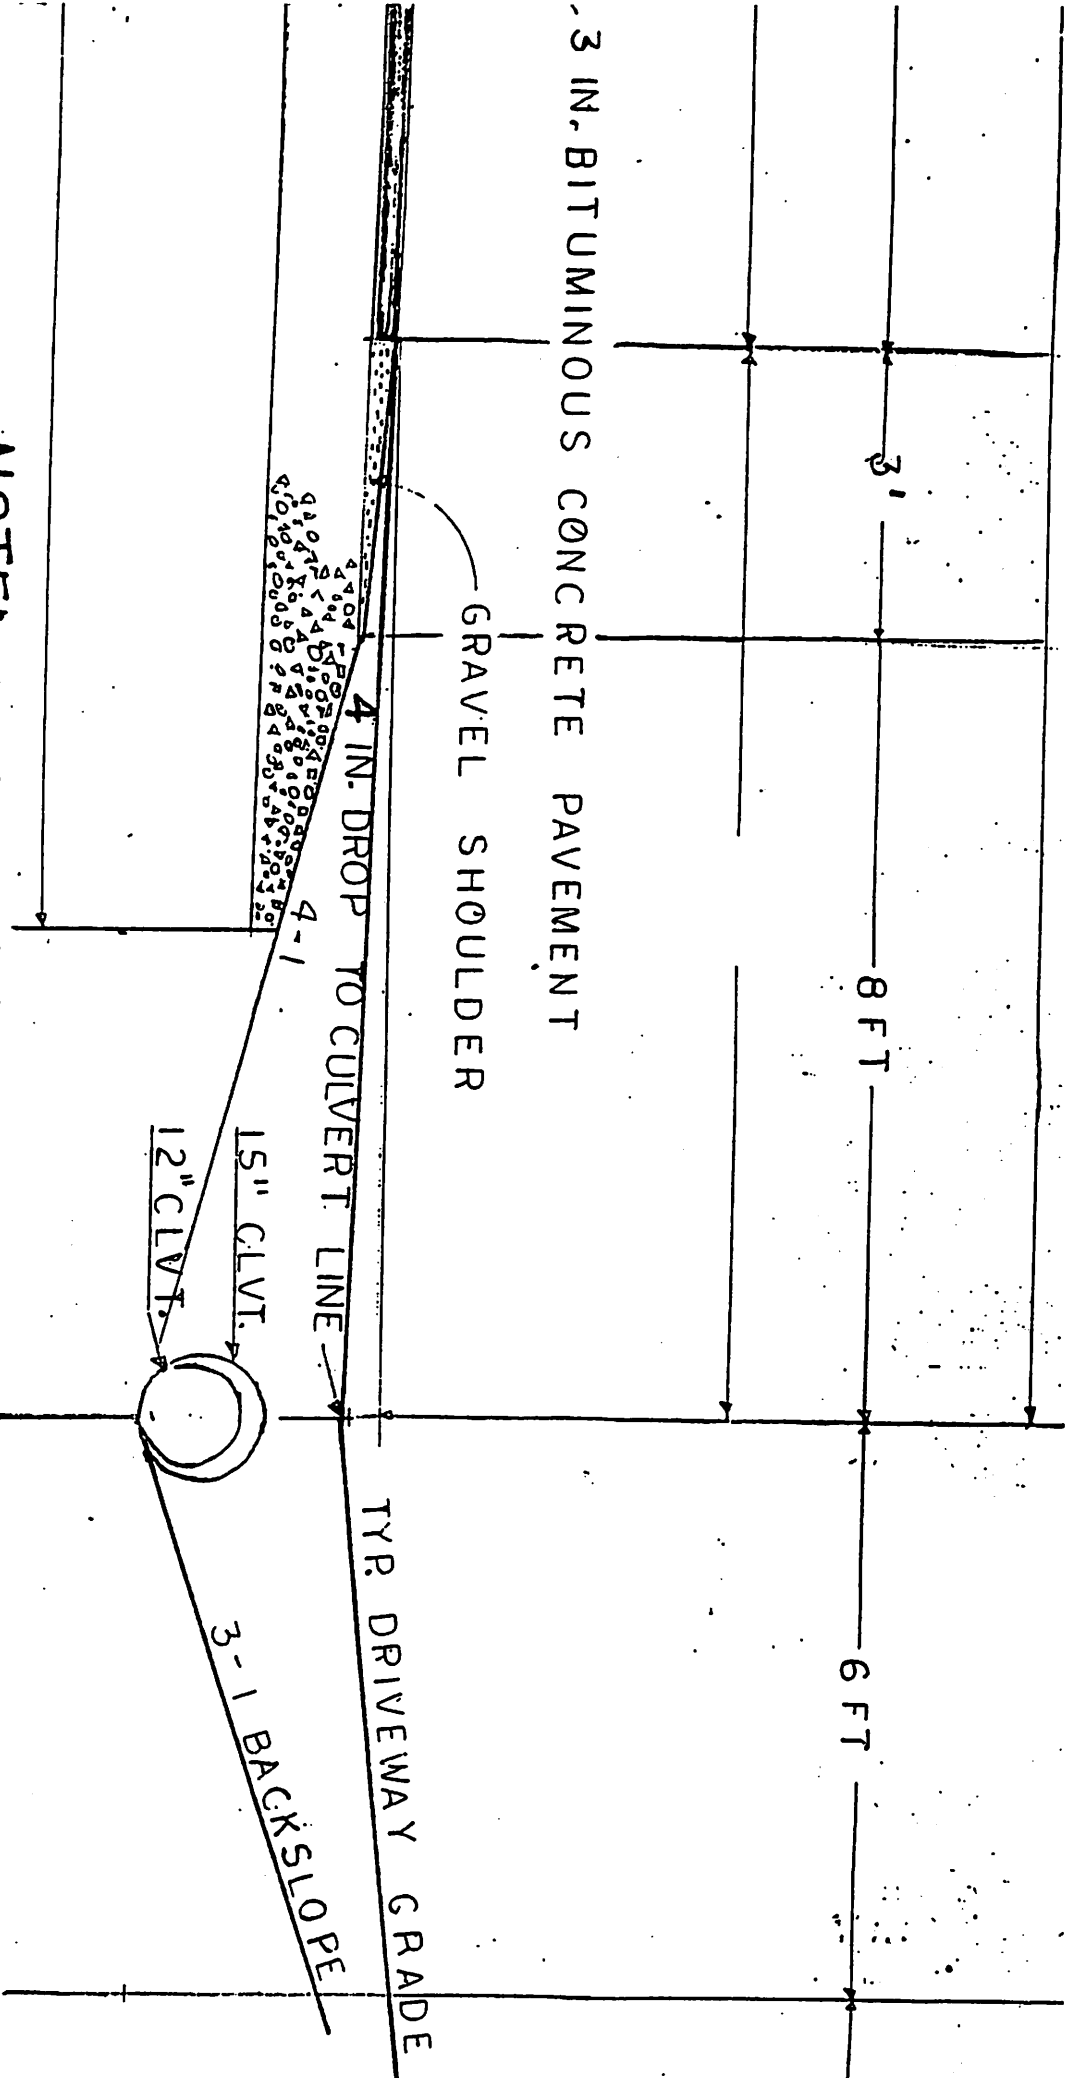 3'
8 FT
6 FT
-3 IN. BITUMINOUS CONCRETE PAVEMENT
GRAVEL SHOULDER
4 IN. DROP TO CULVERT LINE
TYP. DRIVEWAY GRADE
4-1
15" CLVT.
12" CLVT.
3-1 BACKSLOPE